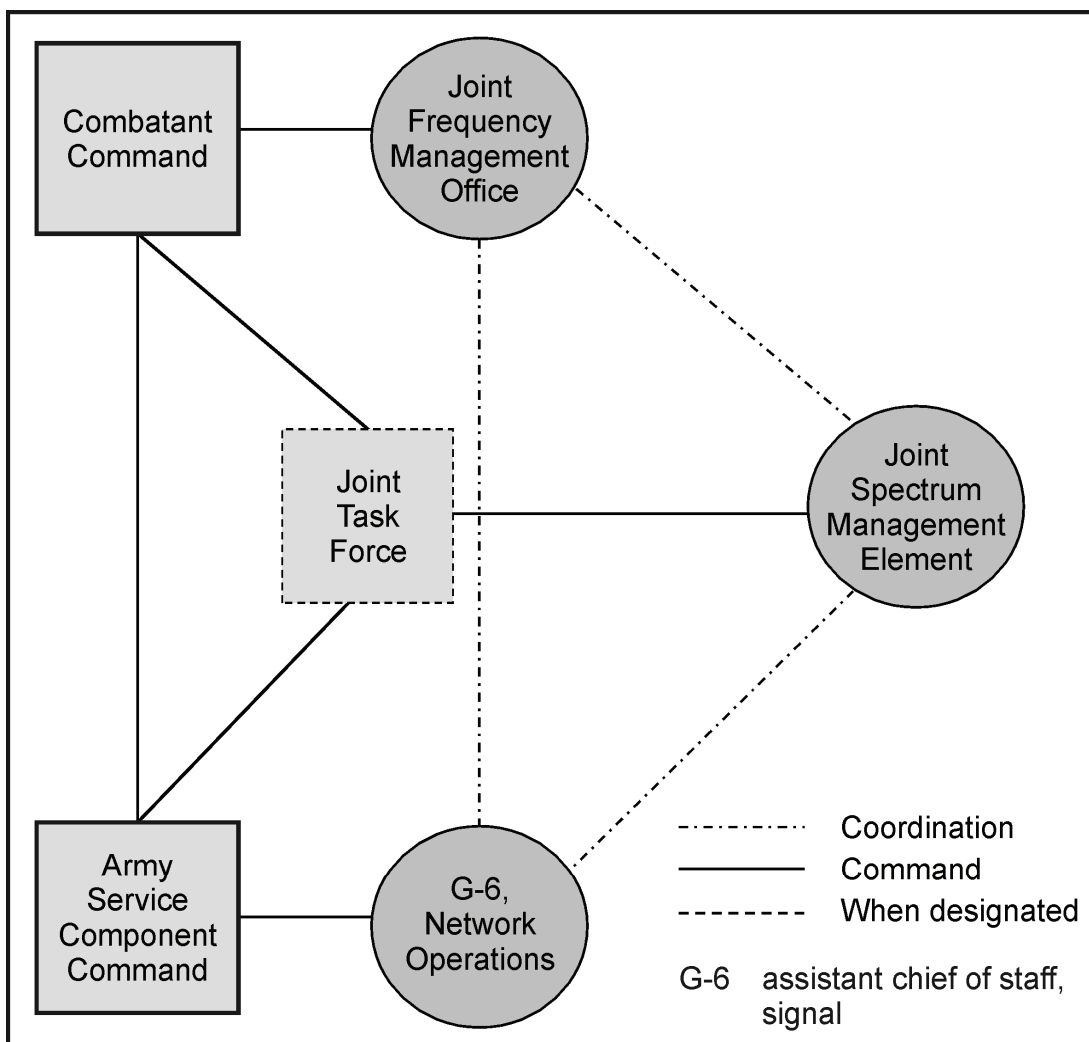 Combatant
Command
Joint
Frequency
Management
Office
Joint
Task
Force
Joint
Spectrum
Management
Element
Army
Service
Component
Command
G-6,
Network
Operations
Coordination
Command
When designated
G-6 assistant chief of staff,
signal